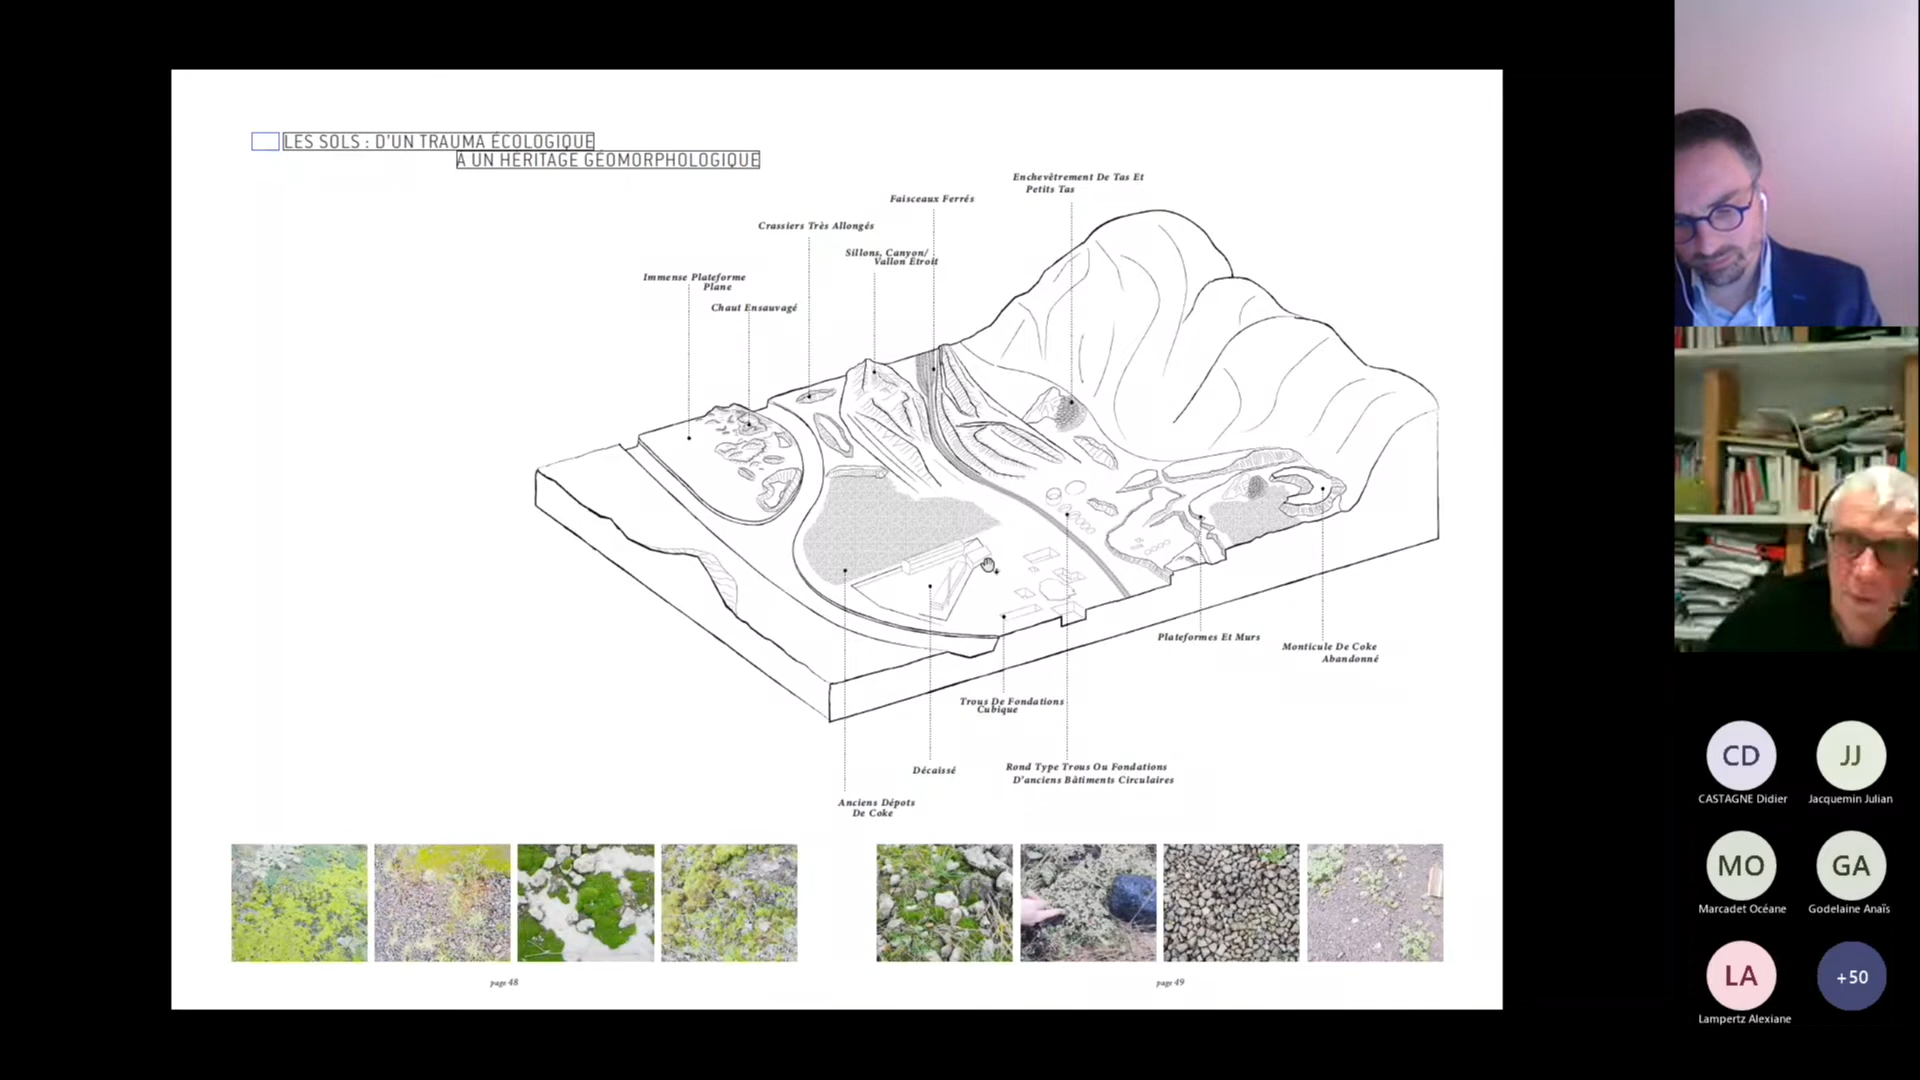 LES SOLS : D'UN TRAUMA ÉCOLOGIQUE
A UN HÉRITAGE GÉOMORPHOLOGIQUE
Enchevêtrement De Tas Et
Petits Tas
Faisceaux Ferrés
Crassiers Très Allongés
Sillons, Canyon/
Vallon Étroit
Immense Plateforme
Plane
Chaut Ensauvagé
Plateformes Et Murs
Monticule De Coke
Abandonné
Trous De Fondations
Cubique
Décaissé
Rond Type Trous Ou Fondations
D'anciens Bâtiments Circulaires
Anciens Dépots
De Coke
page 48
page 49
CD
CASTAGNE Didier
JJ
Jacquemin Julian
MO
Marcadet Océane
GA
Godelaine Anaïs
LA
Lampertz Alexiane
+50